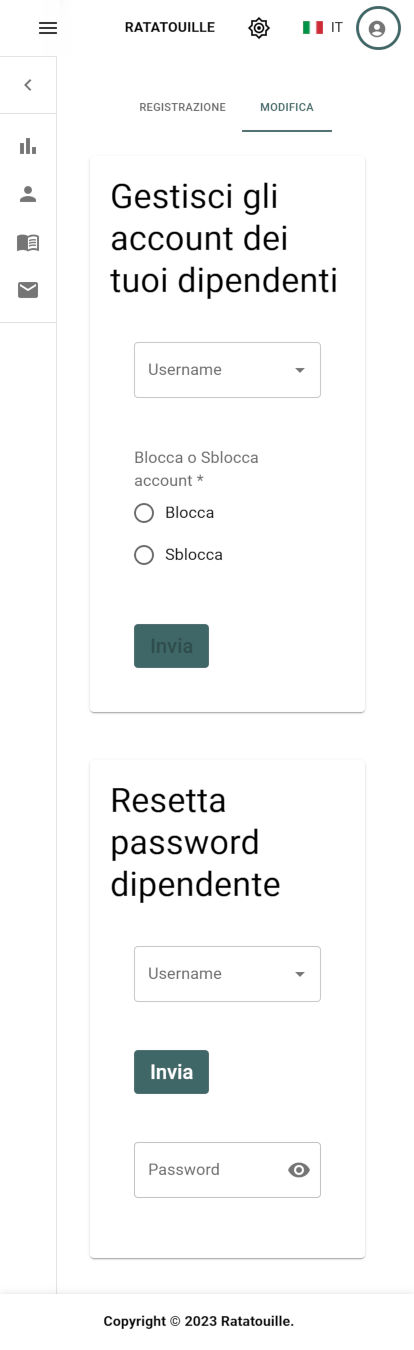 RATATOUILLE
IT
REGISTRAZIONE
MODIFICA
Gestisci gli
account dei
tuoi dipendenti
Username
Blocca o Sblocca
account *
Blocca
Sblocca
Invia
Resetta
password
dipendente
Username
Invia
Password
Copyright © 2023 Ratatouille.